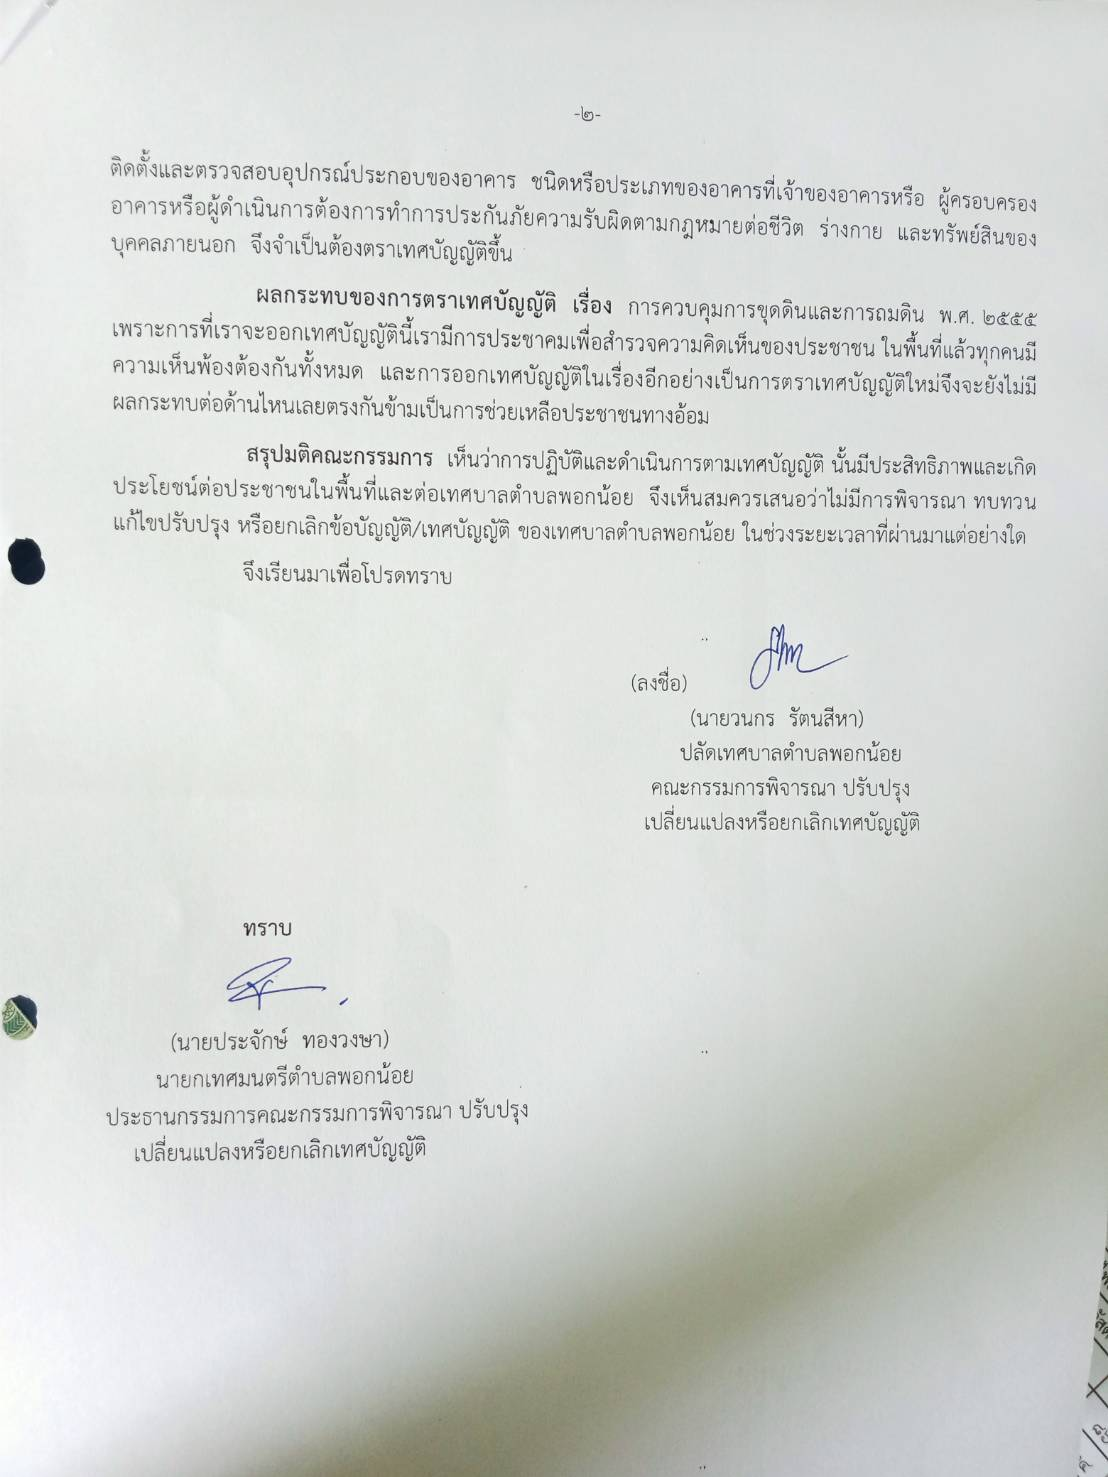 -๒-
ติดตั้งและตรวจสอบอุปกรณ์ประกอบของอาคาร ชนิดหรือประเภทของอาคารที่เจ้าของอาคารหรือ ผู้ครอบครอง
อาคารหรือผู้ดำเนินการต้องการทำการประกันภัยความรับผิดตามกฎหมายต่อชีวิต ร่างกาย และทรัพย์สินของ
บุคคลภายนอก จึงจำเป็นต้องตราเทศบัญญัติขึ้น
ผลกระทบของการตราเทศบัญญัติ เรื่อง การควบคุมการขุดดินและการถมดิน พ.ศ. ๒๕๕๕
เพราะการที่เราจะออกเทศบัญญัตินี้เรามีการประชาคมเพื่อสำรวจความคิดเห็นของประชาชน ในพื้นที่แล้วทุกคนมี
ความเห็นพ้องต้องกันทั้งหมด และการออกเทศบัญญัติในเรื่องอีกอย่างเป็นการตราเทศบัญญัติใหม่จึงจะยังไม่มี
ผลกระทบต่อด้านไหนเลยตรงกันข้ามเป็นการช่วยเหลือประชาชนทางอ้อม
สรุปมติคณะกรรมการ เห็นว่าการปฏิบัติและดำเนินการตามเทศบัญญัติ นั้นมีประสิทธิภาพและเกิด
ประโยชน์ต่อประชาชนในพื้นที่และต่อเทศบาลตำบลพอกน้อย จึงเห็นสมควรเสนอว่าไม่มีการพิจารณา ทบทวน
แก้ไขปรับปรุง หรือยกเลิกข้อบัญญัติ/เทศบัญญัติ ของเทศบาลตำบลพอกน้อย ในช่วงระยะเวลาที่ผ่านมาแต่อย่างใด
จึงเรียนมาเพื่อโปรดทราบ
(ลงชื่อ)
(นายวนกร รัตนสีหา)
ปลัดเทศบาลตำบลพอกน้อย
คณะกรรมการพิจารณา ปรับปรุง
เปลี่ยนแปลงหรือยกเลิกเทศบัญญัติ
ทราบ
(นายประจักษ์ ทองวงษา)
นายกเทศมนตรีตำบลพอกน้อย
ประธานกรรมการคณะกรรมการพิจารณา ปรับปรุง
เปลี่ยนแปลงหรือยกเลิกเทศบัญญัติ